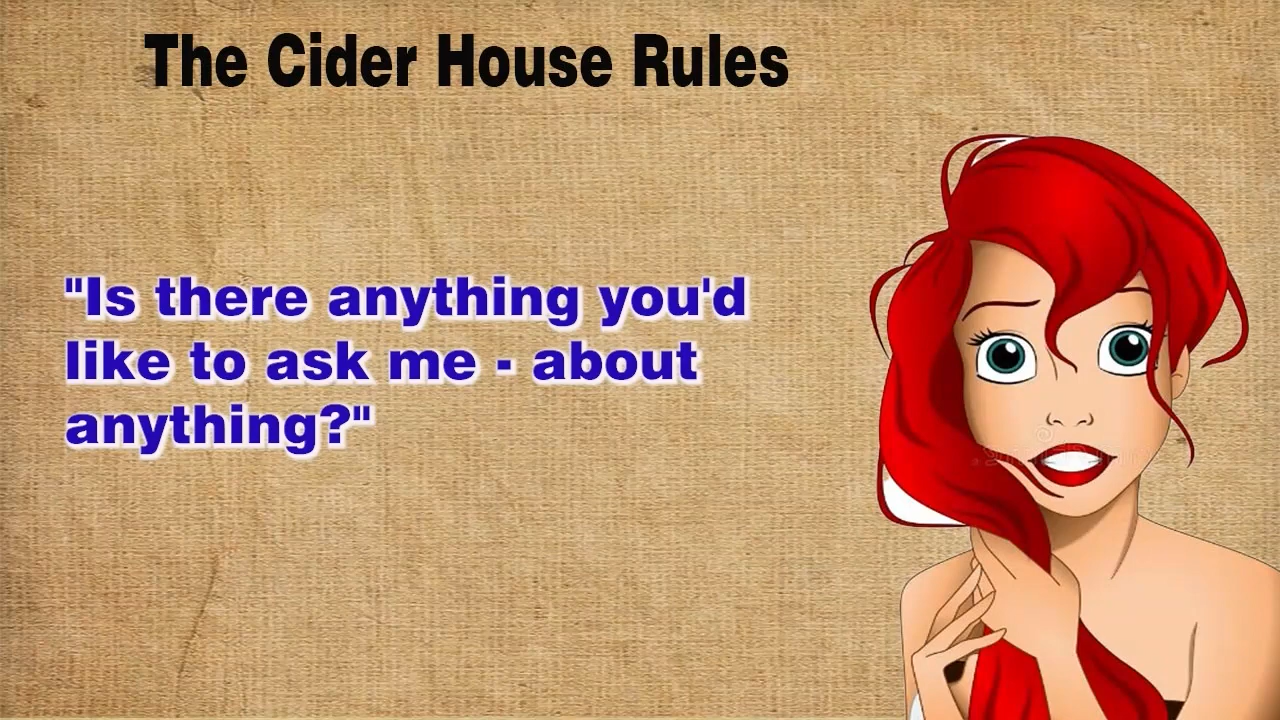 The Cider House Rules
"Is there anything you'd
like to ask me - about
anything?"